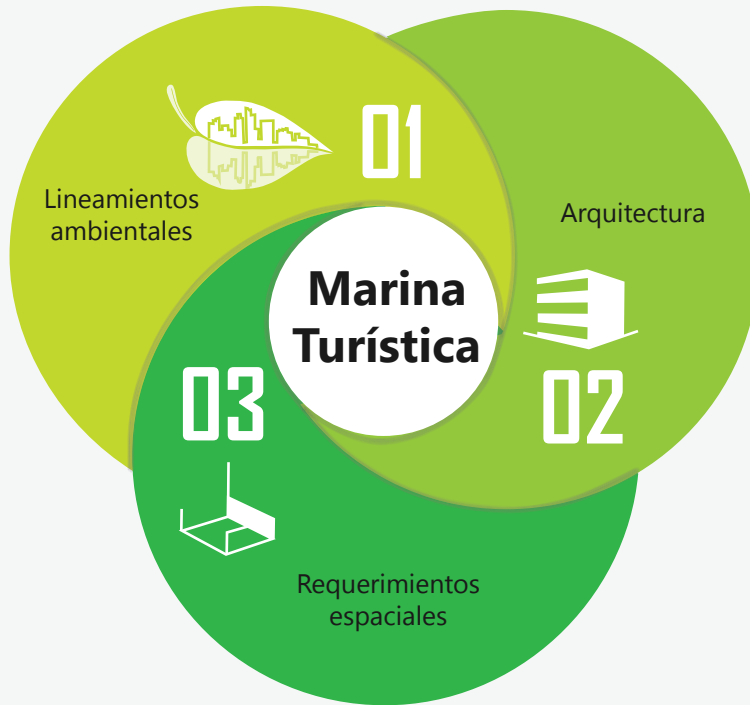 01
Lineamientos
ambientales
Arquitectura
02
Marina
Turística
03
Requerimientos
espaciales